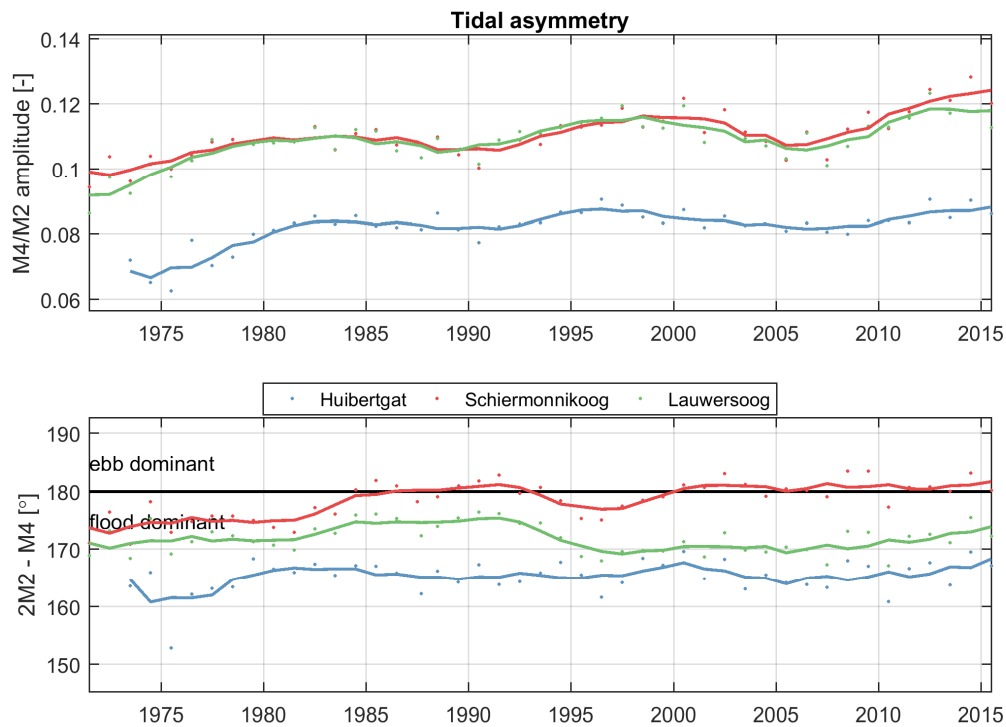 Tidal asymmetry
M4/M2 amplitude [-]
0.14
0.12
0.1
0.08
0.06
1975 1980 1985 1990 1995 2000 2005 2010 2015
Huibertgat Schiermonnikoog Lauwersoog
2M2 - M4 [°]
190
ebb dominant
180
flood dominant
170
160
150
1975 1980 1985 1990 1995 2000 2005 2010 2015